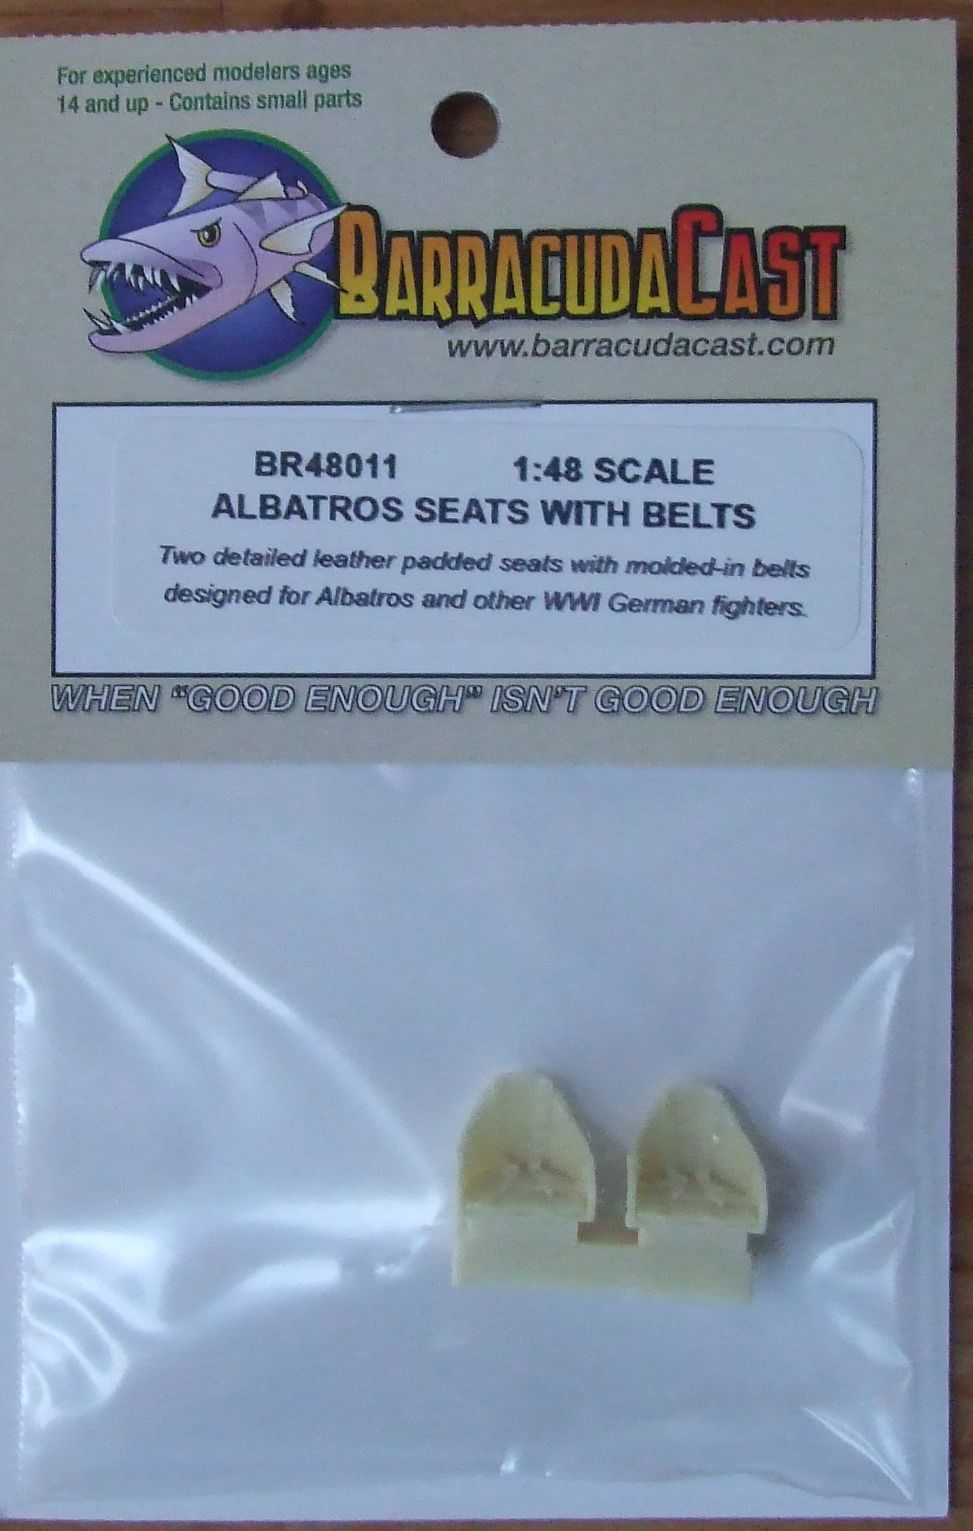 For experienced modelers ages
14 and up - Contains small parts
BARRACUDACAST
www.barracudacast.com
BR48011 1:48 SCALE
ALBATROS SEATS WITH BELTS
Two detailed leather padded seats with molded-in belts
designed for Albatros and other WWI German fighters.
WHEN "GOOD ENOUGH" ISN'T GOOD ENOUGH